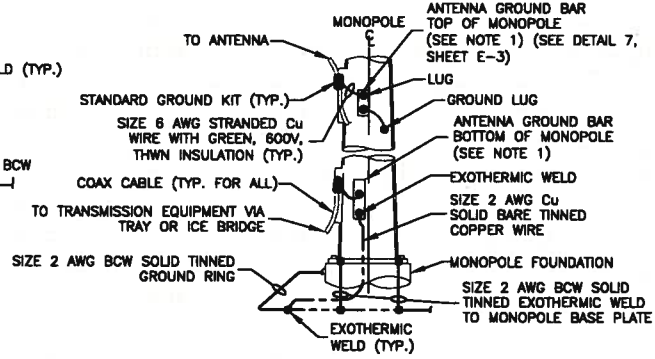 ANTENNA GROUND BAR
TOP OF MONOPOLE
(SEE NOTE 1) (SEE DETAIL 7,
SHEET E-3)
MONOPOLE
C
L
TO ANTENNA
D (TYP.)
LUG
STANDARD GROUND KIT (TYP.)
GROUND LUG
SIZE 6 AWG STRANDED Cu
WIRE WITH GREEN, 600V,
THWN INSULATION (TYP.)
ANTENNA GROUND BAR
BOTTOM OF MONOPOLE
(SEE NOTE 1)
BCW
COAX CABLE (TYP. FOR ALL)
EXOTHERMIC WELD
TO TRANSMISSION EQUIPMENT VIA
TRAY OR ICE BRIDGE
SIZE 2 AWG Cu
SOLID BARE TINNED
COPPER WIRE
SIZE 2 AWG BCW SOLID TINNED
GROUND RING
MONOPOLE FOUNDATION
SIZE 2 AWG BCW SOLID
TINNED EXOTHERMIC WELD
TO MONOPOLE BASE PLATE
EXOTHERMIC
WELD (TYP.)